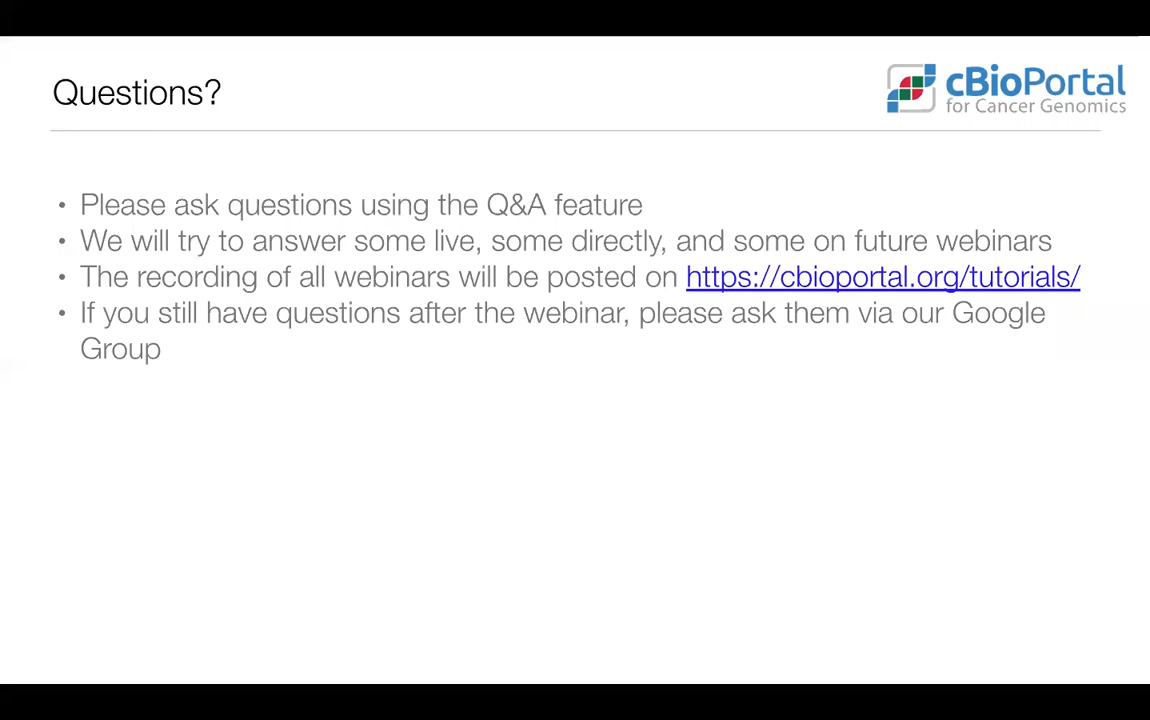 Questions?
cBioPortal
for Cancer Genomics
• Please ask questions using the Q&A feature
• We will try to answer some live, some directly, and some on future webinars
• The recording of all webinars will be posted on https://cbioportal.org/tutorials/
• If you still have questions after the webinar, please ask them via our Google
Group